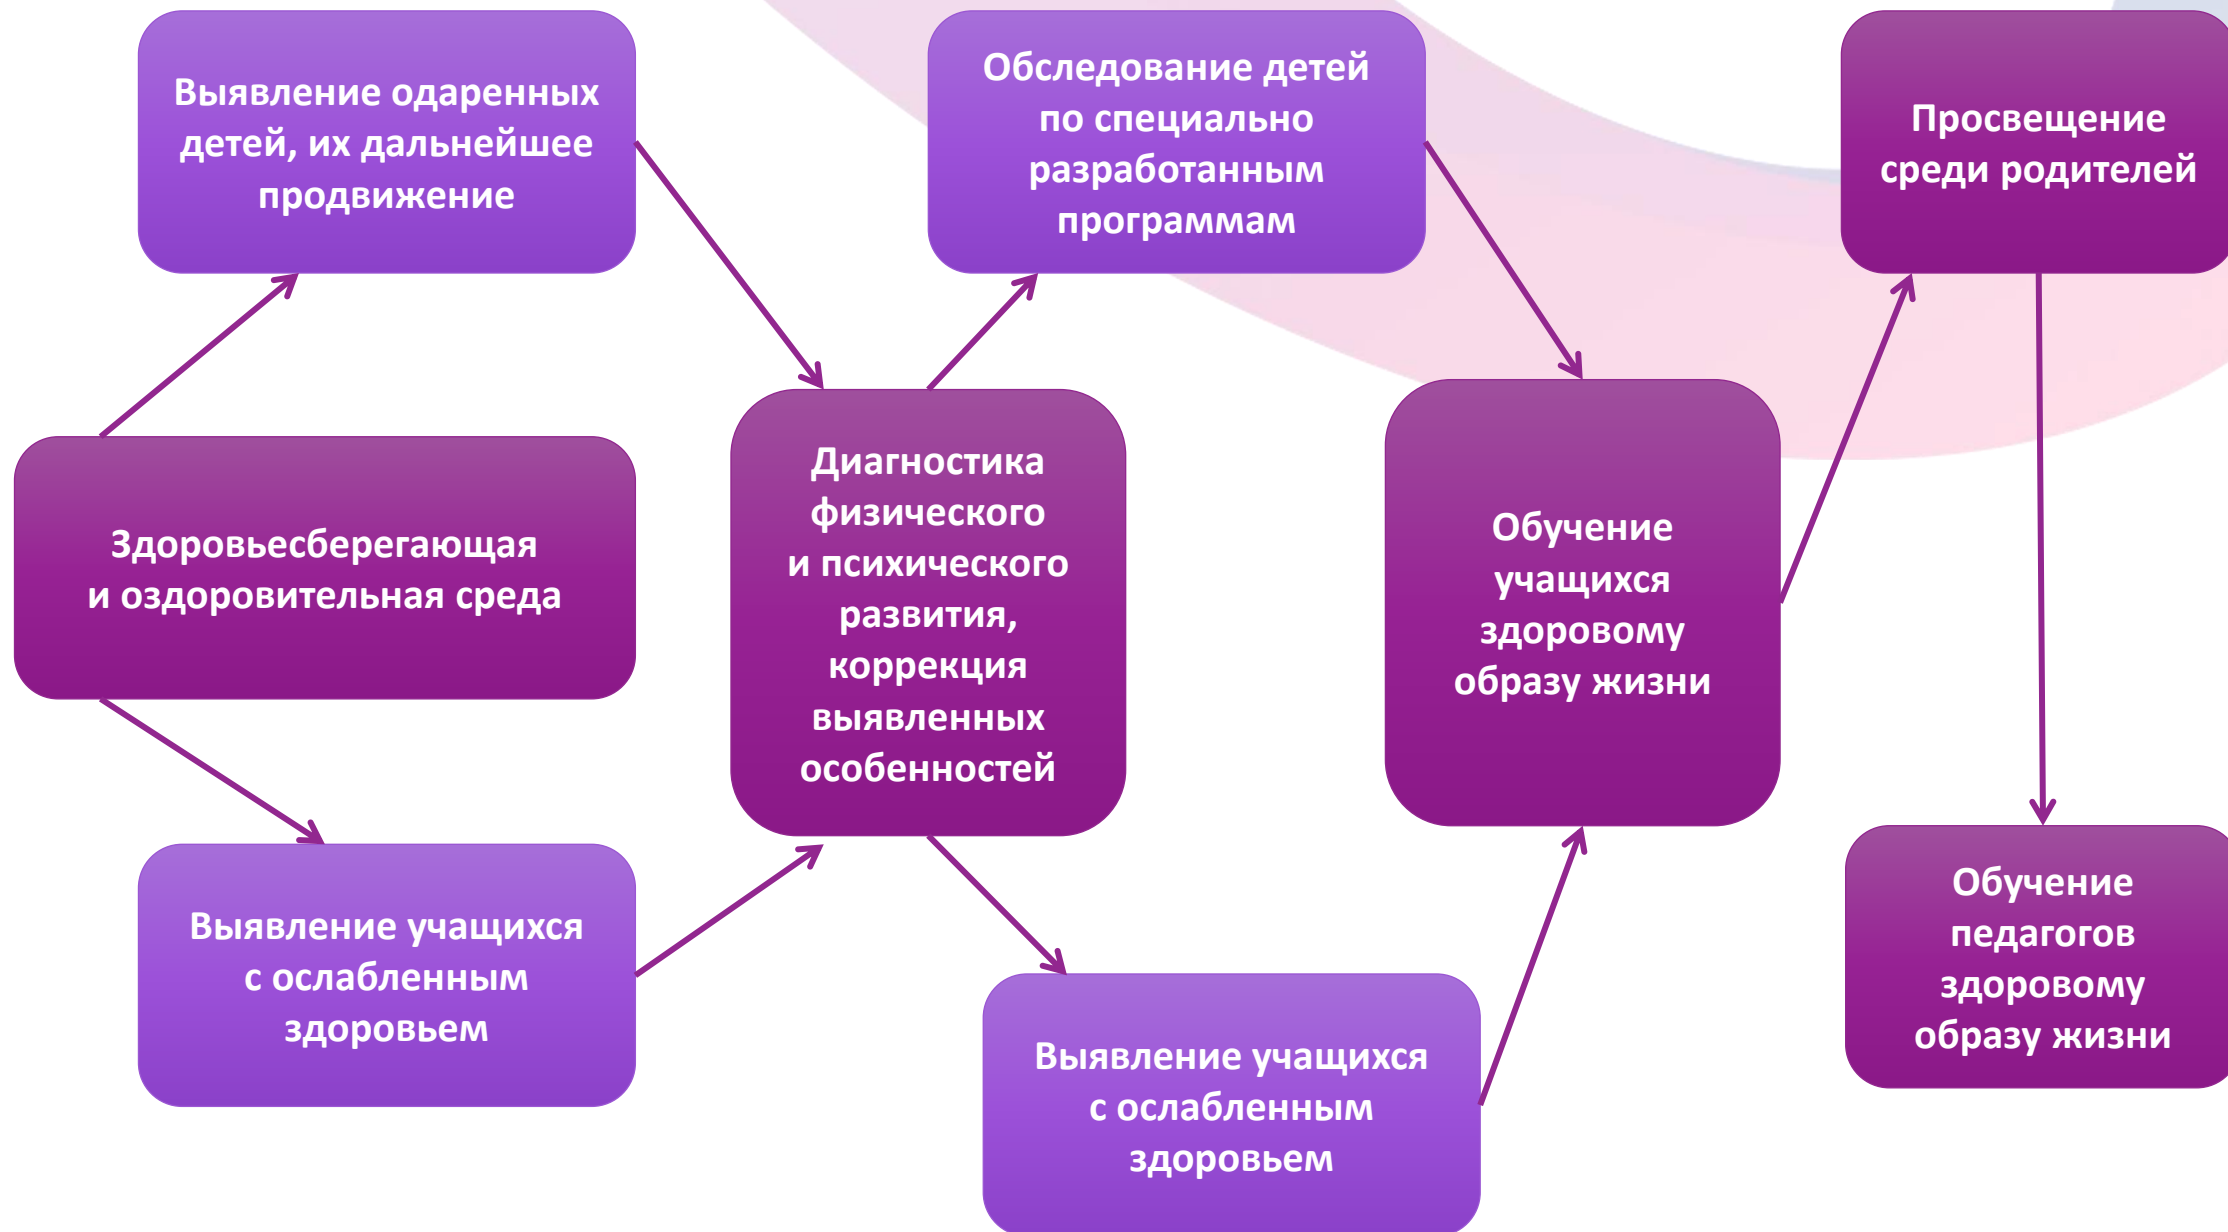 Выявление одаренных
детей, их дальнейшее
продвижение
Обследование детей
по специально
разработанным
программам
Просвещение
среди родителей
Здоровьесберегающая
и оздоровительная среда
Диагностика
физического
и психического
развития,
коррекция
выявленных
особенностей
Обучение
учащихся
здоровому
образу жизни
Выявление учащихся
с ослабленным
здоровьем
Выявление учащихся
с ослабленным
здоровьем
Обучение
педагогов
здоровому
образу жизни